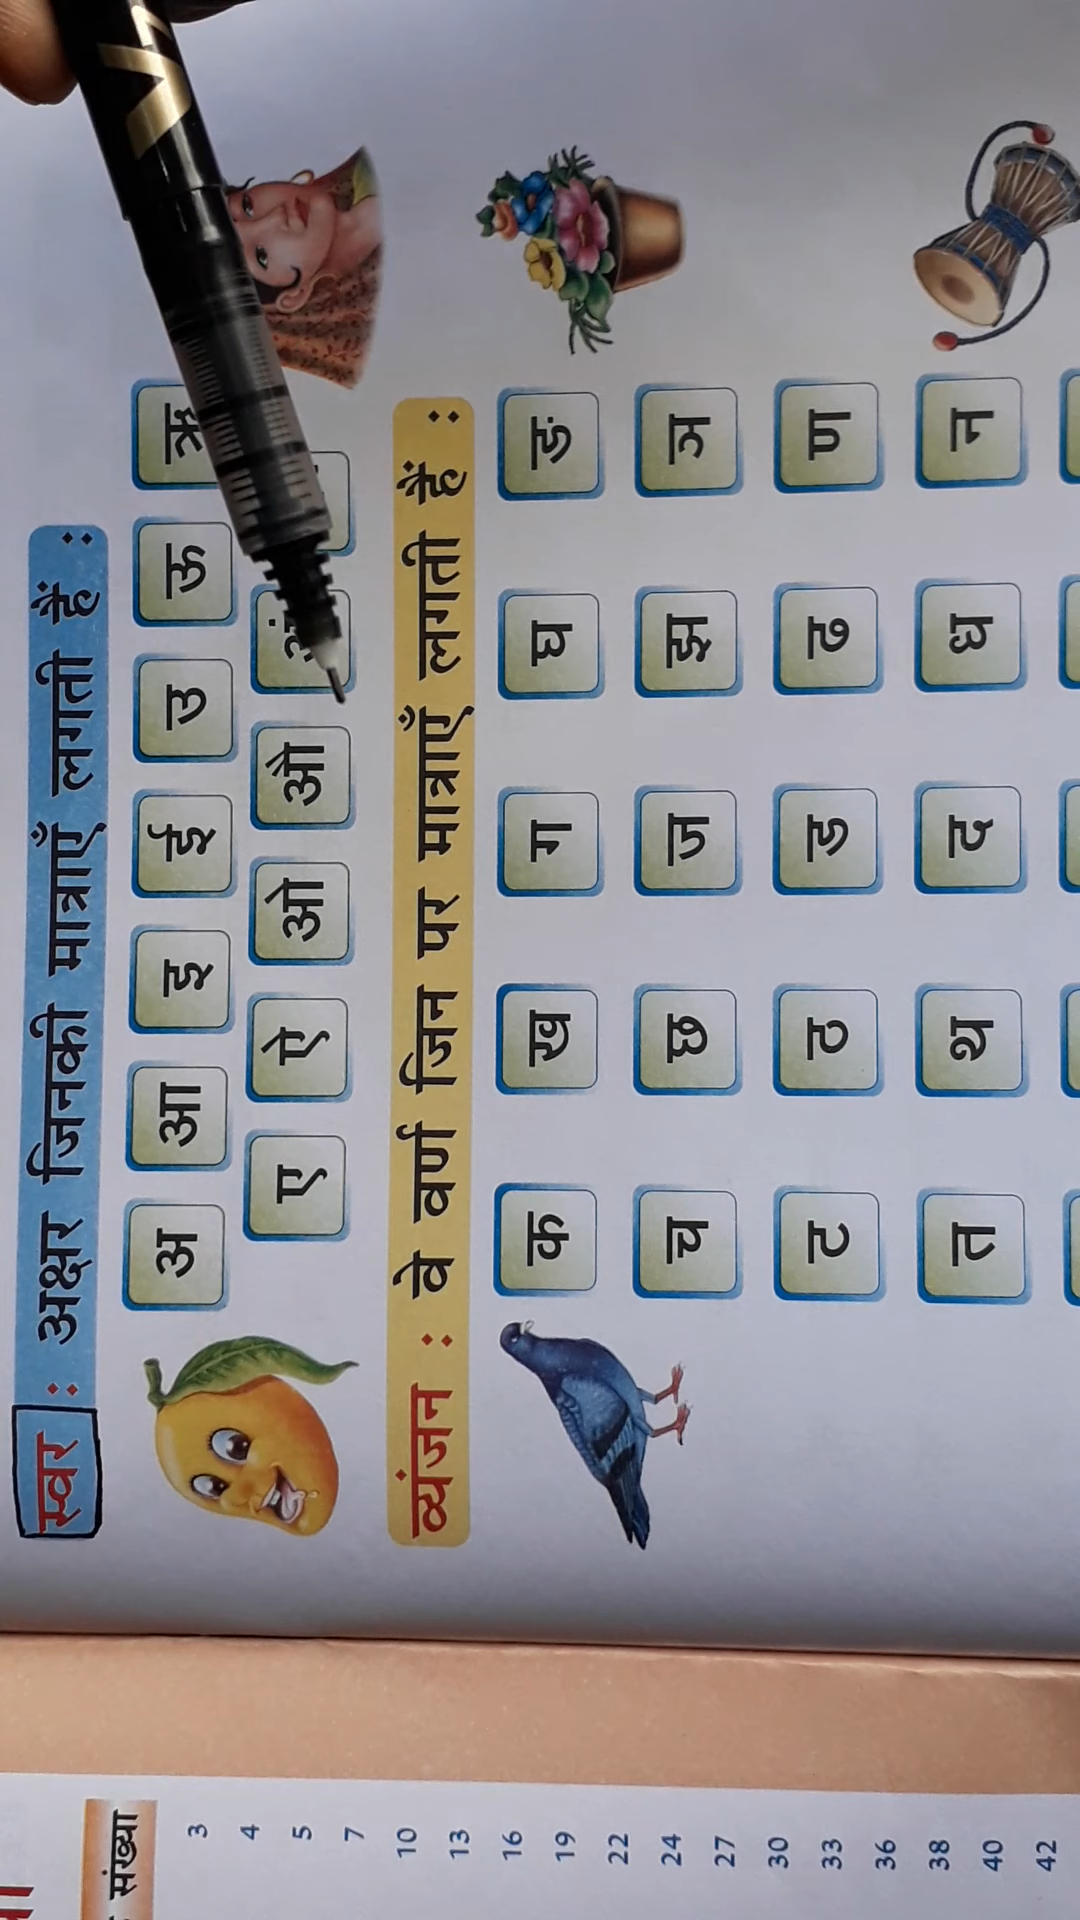 स्वर : अक्षर जिनकी मात्राएँ लगती हैं :
अ आ इ ई उ ऊ ऋ
ए ऐ ओ औ अं
व्यंजन : वे वर्ण जिन पर मात्राएँ लगती हैं :
क ख ग घ ङ
च छ ज झ ञ
ट ठ ड ढ ण
त थ द ध न
संख्या
3
4
5
7
10
13
16
19
22
24
27
30
33
36
38
40
42
V7